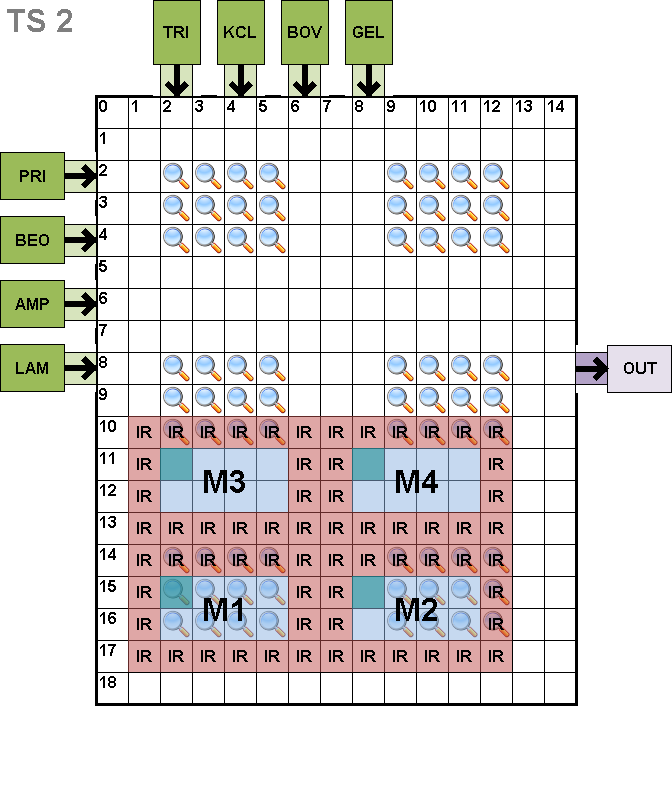 TS 2
TRI KCL BOV GEL
0 1 2 3 4 5 6 7 8 9 10 11 12 13 14
1
PRI 2
3
BEO 4
5
AMP 6
7
LAM 8 OUT
9
10 IR IR IR IR IR IR IR IR IR IR IR IR
11 IR M3 IR IR M4 IR
12 IR IR IR IR
13 IR IR IR IR IR IR IR IR IR IR IR IR
14 IR IR IR IR IR IR IR IR IR IR IR IR
15 IR M1 IR IR M2 IR
16 IR IR IR IR
17 IR IR IR IR IR IR IR IR IR IR IR IR
18